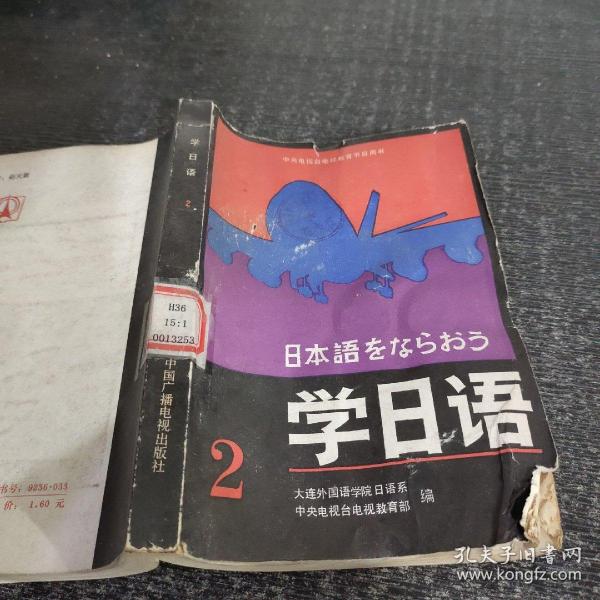 中央电视台电视教育节目用书
日本語をならおう
学日语
2
大连外国语学院日语系
中央电视台电视教育部
编
学日语
2
H36
15:1
0013253
中国广播电视出版社
书号：9236·033
价：1.60 元
孔夫子旧书网
www.kongfz.com